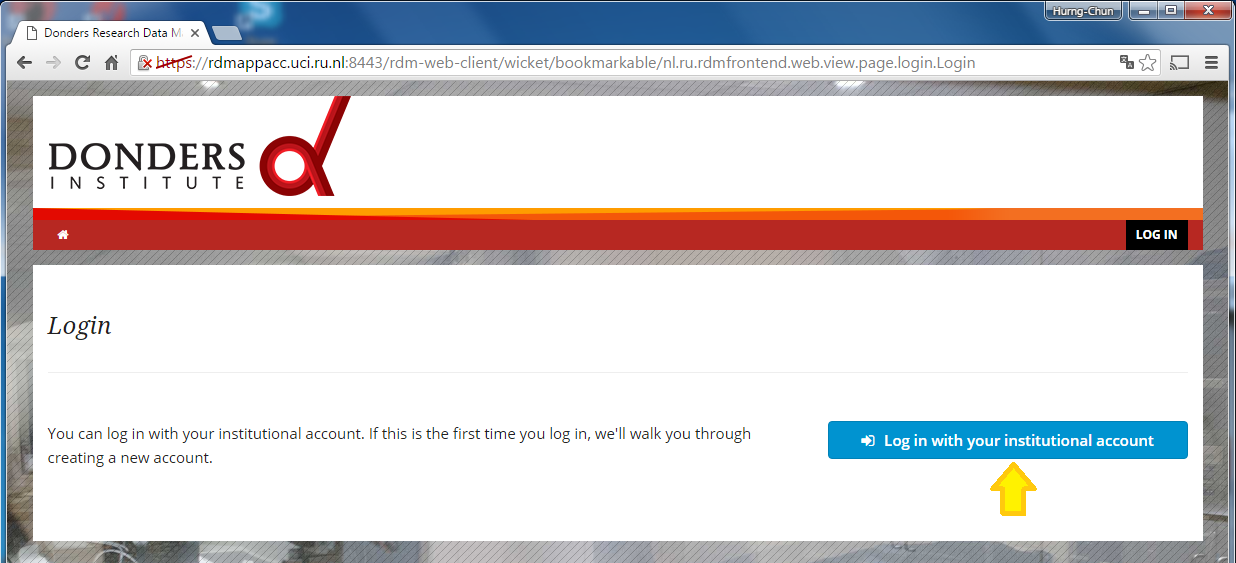 Hurng-Chun
Donders Research Data Ma
https://rdmappacc.uci.ru.nl:8443/rdm-web-client/wicket/bookmarkable/nl.ru.rdmfrontend.web.view.page.login.Login
DONDERS
INSTITUTE
LOG IN
Login
You can log in with your institutional account. If this is the first time you log in, we'll walk you through
creating a new account.
Log in with your institutional account